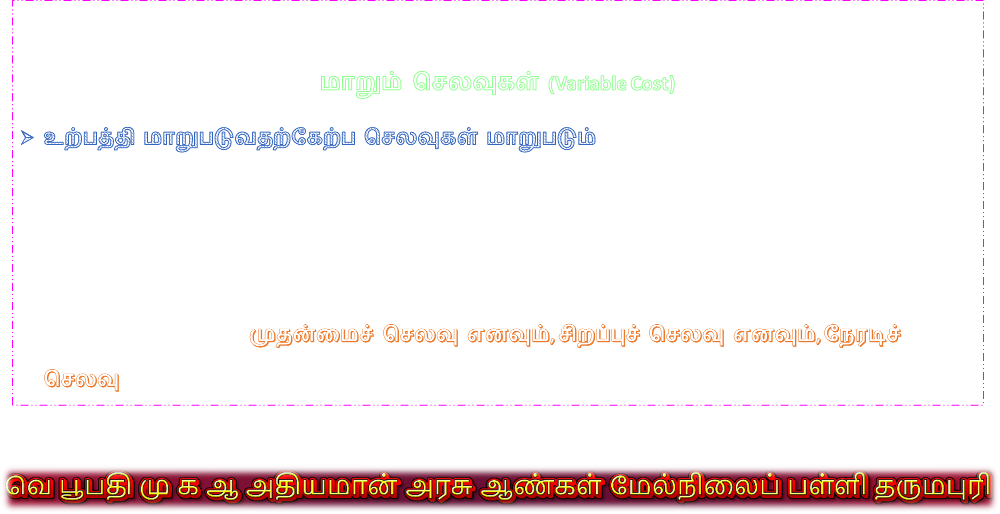 மாறும் செலவுகள் (Variable Cost)
உற்பத்தி மாறுபடுவதற்கேற்ப செலவுகள் மாறுபடும்
முதன்மைச் செலவு எனவும்,சிறப்புச் செலவு எனவும்,நேரடிச்
செலவு
வெ பூபதி மு க ஆ அதியமான் அரசு ஆண்கள் மேல்நிலைப் பள்ளி தருமபுரி